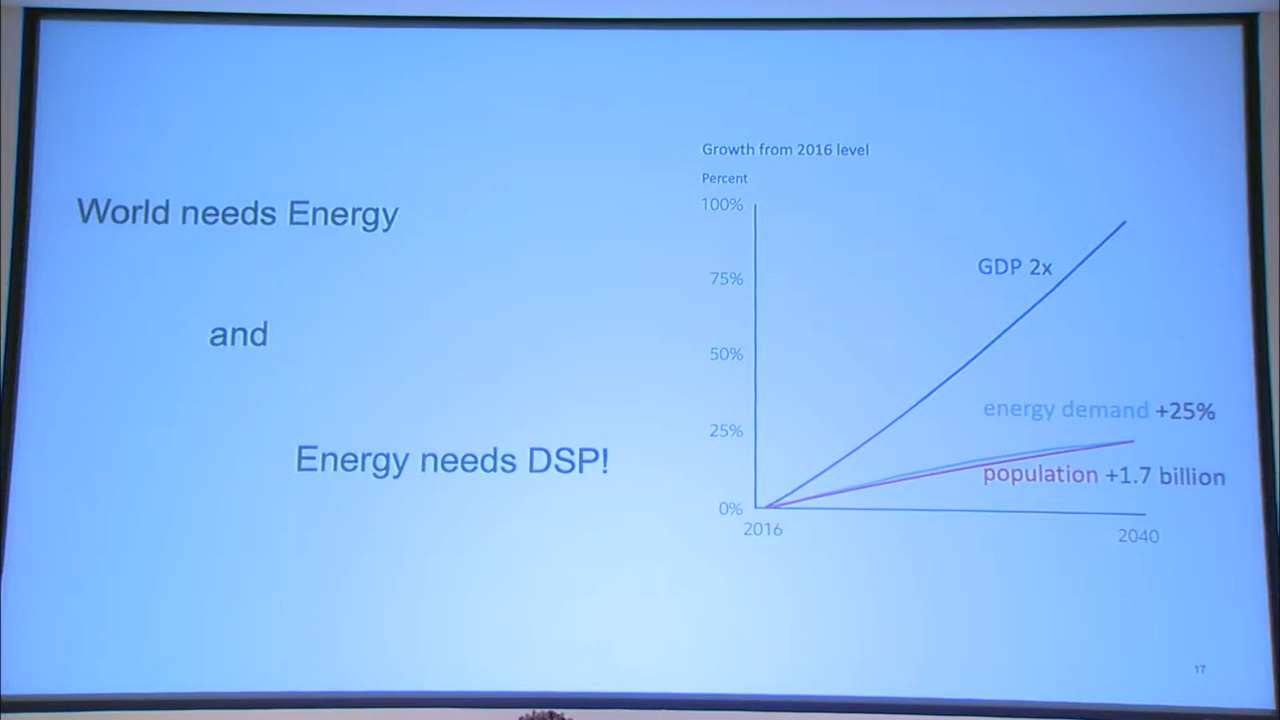 World needs Energy
and
Energy needs DSP!
Growth from 2016 level
Percent
100%
75%
50%
25%
0%
2016
2040
GDP 2x
energy demand +25%
population +1.7 billion
17